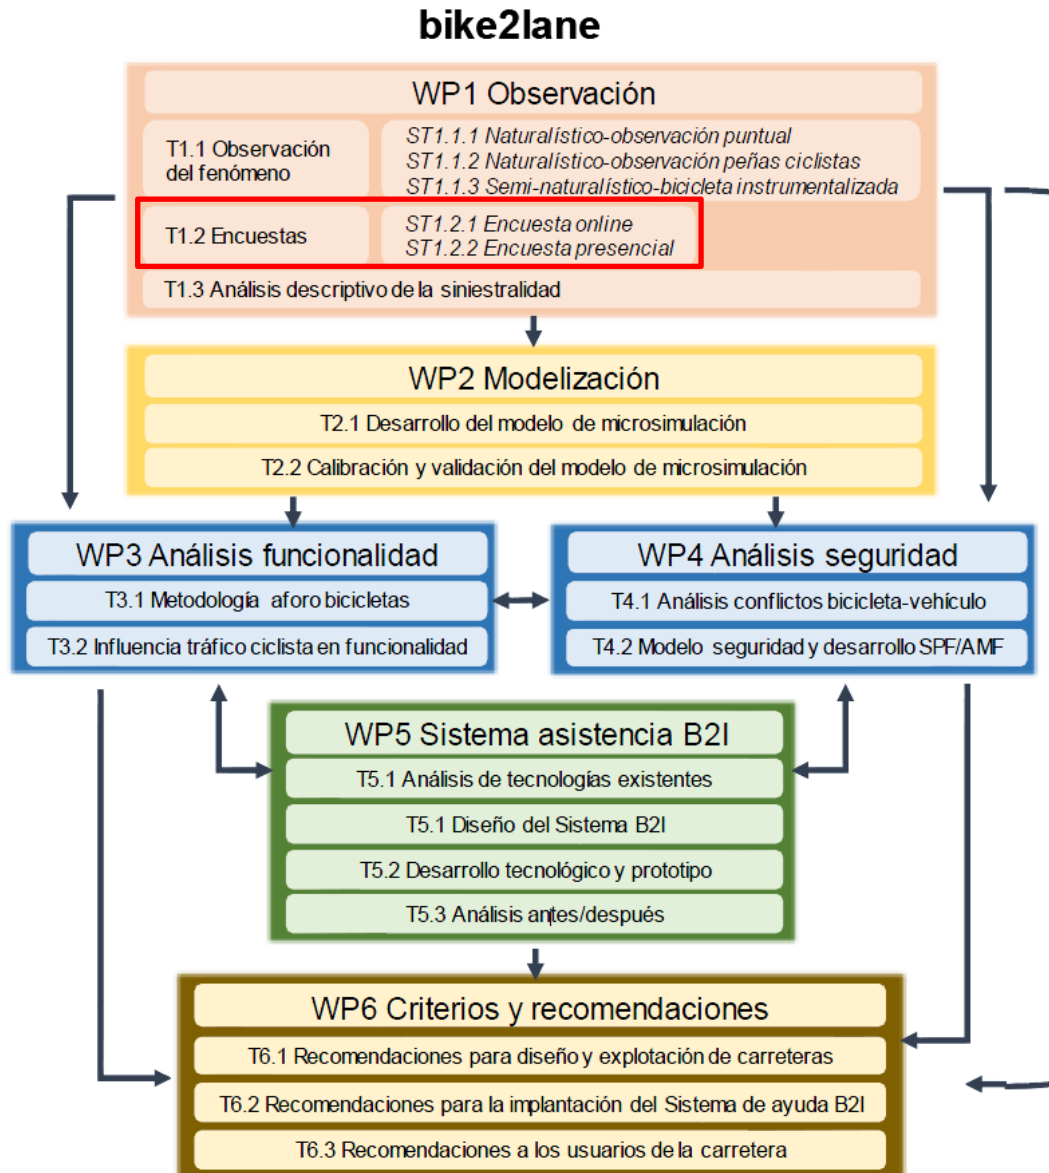 bike2lane
WP1 Observación
T1.1 Observación
del fenómeno
ST1.1.1 Naturalístico-observación puntual
ST1.1.2 Naturalístico-observación peñas ciclistas
ST1.1.3 Semi-naturalístico-bicicleta instrumentalizada
T1.2 Encuestas
ST1.2.1 Encuesta online
ST1.2.2 Encuesta presencial
T1.3 Análisis descriptivo de la siniestralidad
WP2 Modelización
T2.1 Desarrollo del modelo de microsimulación
T2.2 Calibración y validación del modelo de microsimulación
WP3 Análisis funcionalidad
T3.1 Metodología aforo bicicletas
T3.2 Influencia tráfico ciclista en funcionalidad
WP4 Análisis seguridad
T4.1 Análisis conflictos bicicleta-vehículo
T4.2 Modelo seguridad y desarrollo SPF/AMF
WP5 Sistema asistencia B2I
T5.1 Análisis de tecnologías existentes
T5.1 Diseño del Sistema B2I
T5.2 Desarrollo tecnológico y prototipo
T5.3 Análisis antes/después
WP6 Criterios y recomendaciones
T6.1 Recomendaciones para diseño y explotación de carreteras
T6.2 Recomendaciones para la implantación del Sistema de ayuda B2I
T6.3 Recomendaciones a los usuarios de la carretera